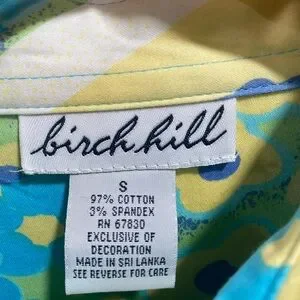 birch hill
S
97% COTTON
3% SPANDEX
RN 67830
EXCLUSIVE OF
DECORATION
MADE IN SRI LANKA
SEE REVERSE FOR CARE